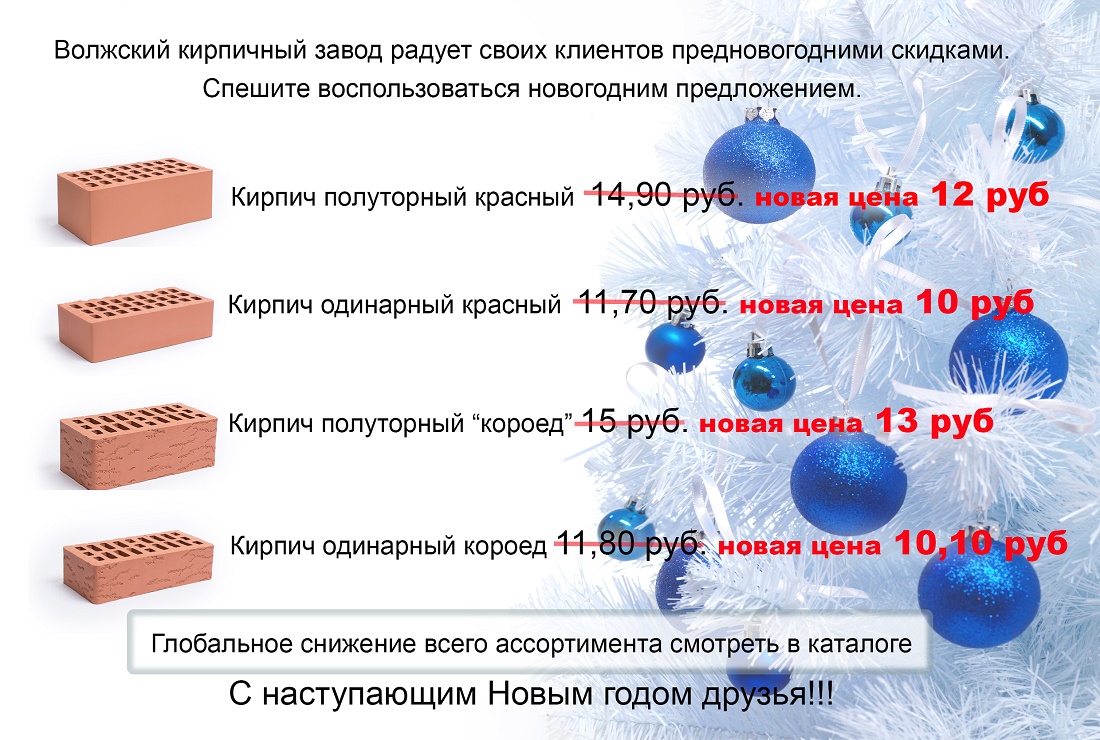 Волжский кирпичный завод радует своих клиентов предновогодними скидками.
Спешите воспользоваться новогодним предложением.
Кирпич полуторный красный 14,90 руб. новая цена 12 руб
Кирпич одинарный красный 11,70 руб. новая цена 10 руб
Кирпич полуторный “короед” 15 руб. новая цена 13 руб
Кирпич одинарный короед 11,80 руб. новая цена 10,10 руб
Глобальное снижение всего ассортимента смотреть в каталоге
С наступающим Новым годом друзья!!!